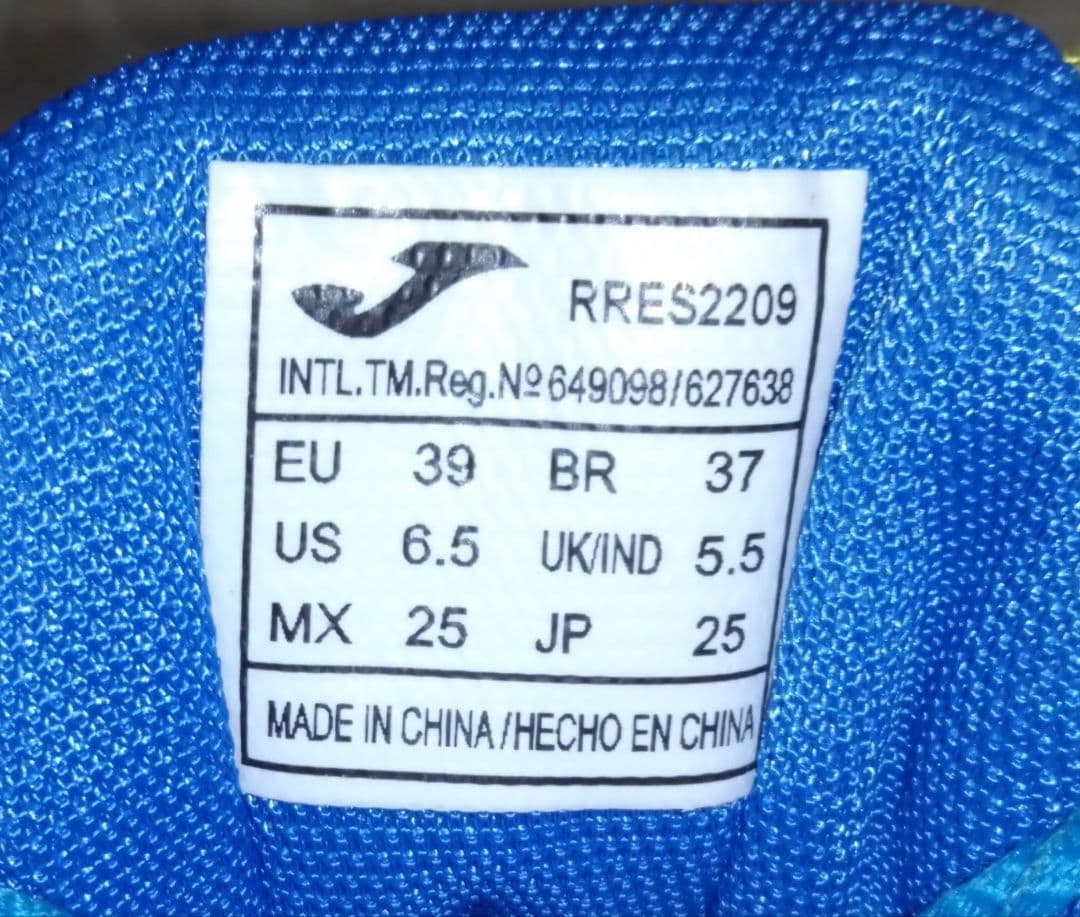 RRES2209
INTL.TM.Reg.Nº649098/627638
EU 39 BR 37
US 6.5 UK/IND 5.5
MX 25 JP 25
MADE IN CHINA/HECHO EN CHINA